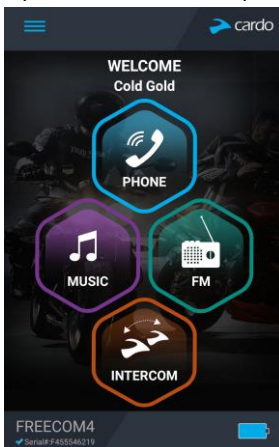 cardo
WELCOME
Cold Gold
PHONE
MUSIC
FM
INTERCOM
FREECOM4
Serial#:F455546219